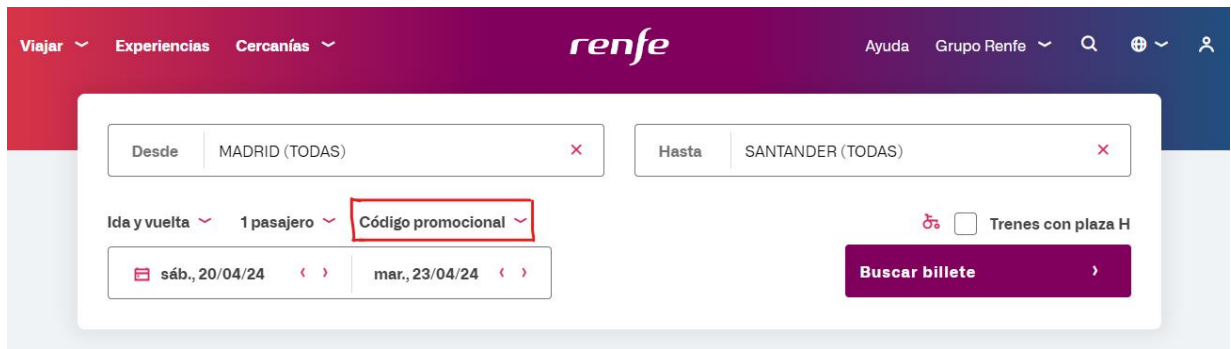 Viajar Experiencias Cercanías renfe Ayuda Grupo Renfe
Desde MADRID (TODAS) Hasta SANTANDER (TODAS)
Ida y vuelta 1 pasajero Código promocional Trenes con plaza H
sáb., 20/04/24 mar., 23/04/24 Buscar billete